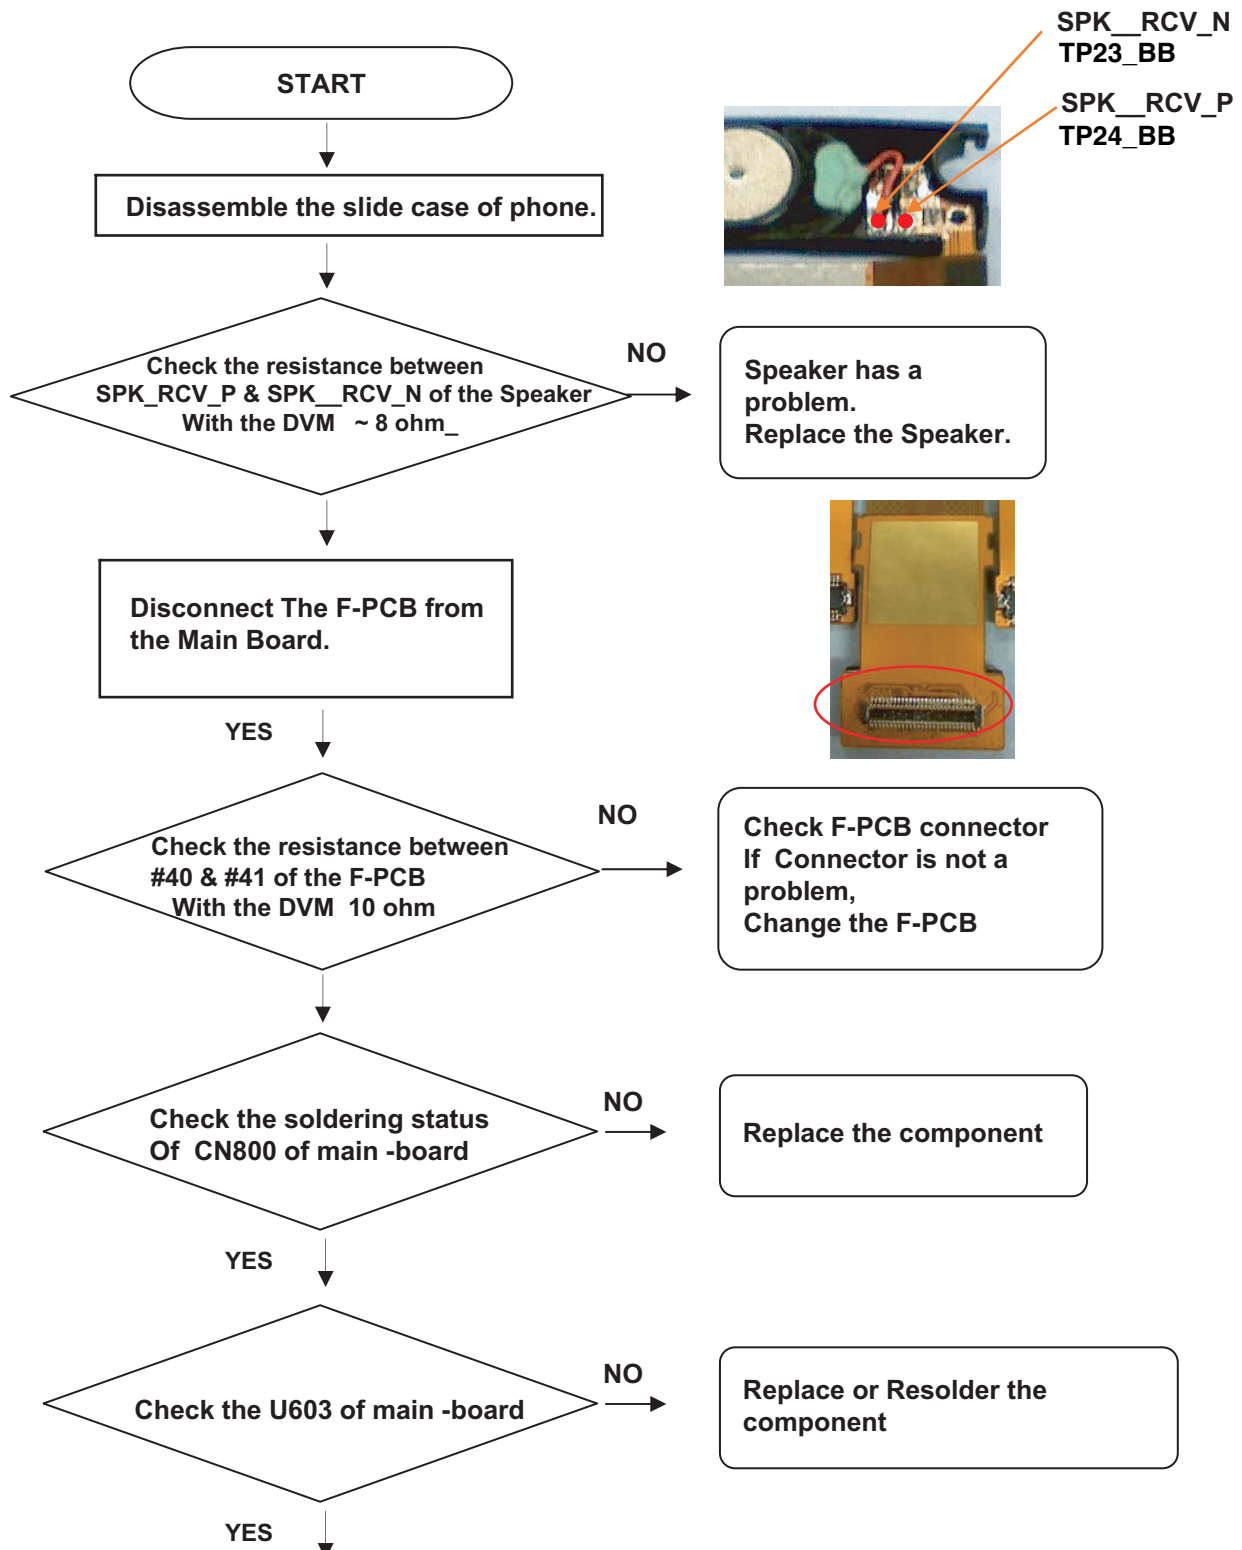 SPK__RCV_N
TP23_BB
SPK__RCV_P
TP24_BB
START
Disassemble the slide case of phone.
Check the resistance between
SPK_RCV_P & SPK__RCV_N of the Speaker
With the DVM ~ 8 ohm_
NO
Speaker has a
problem.
Replace the Speaker.
Disconnect The F-PCB from
the Main Board.
YES
Check the resistance between
#40 & #41 of the F-PCB
With the DVM 10 ohm
NO
Check F-PCB connector
If Connector is not a
problem,
Change the F-PCB
Check the soldering status
Of CN800 of main -board
NO
Replace the component
YES
Check the U603 of main -board
NO
Replace or Resolder the
component
YES